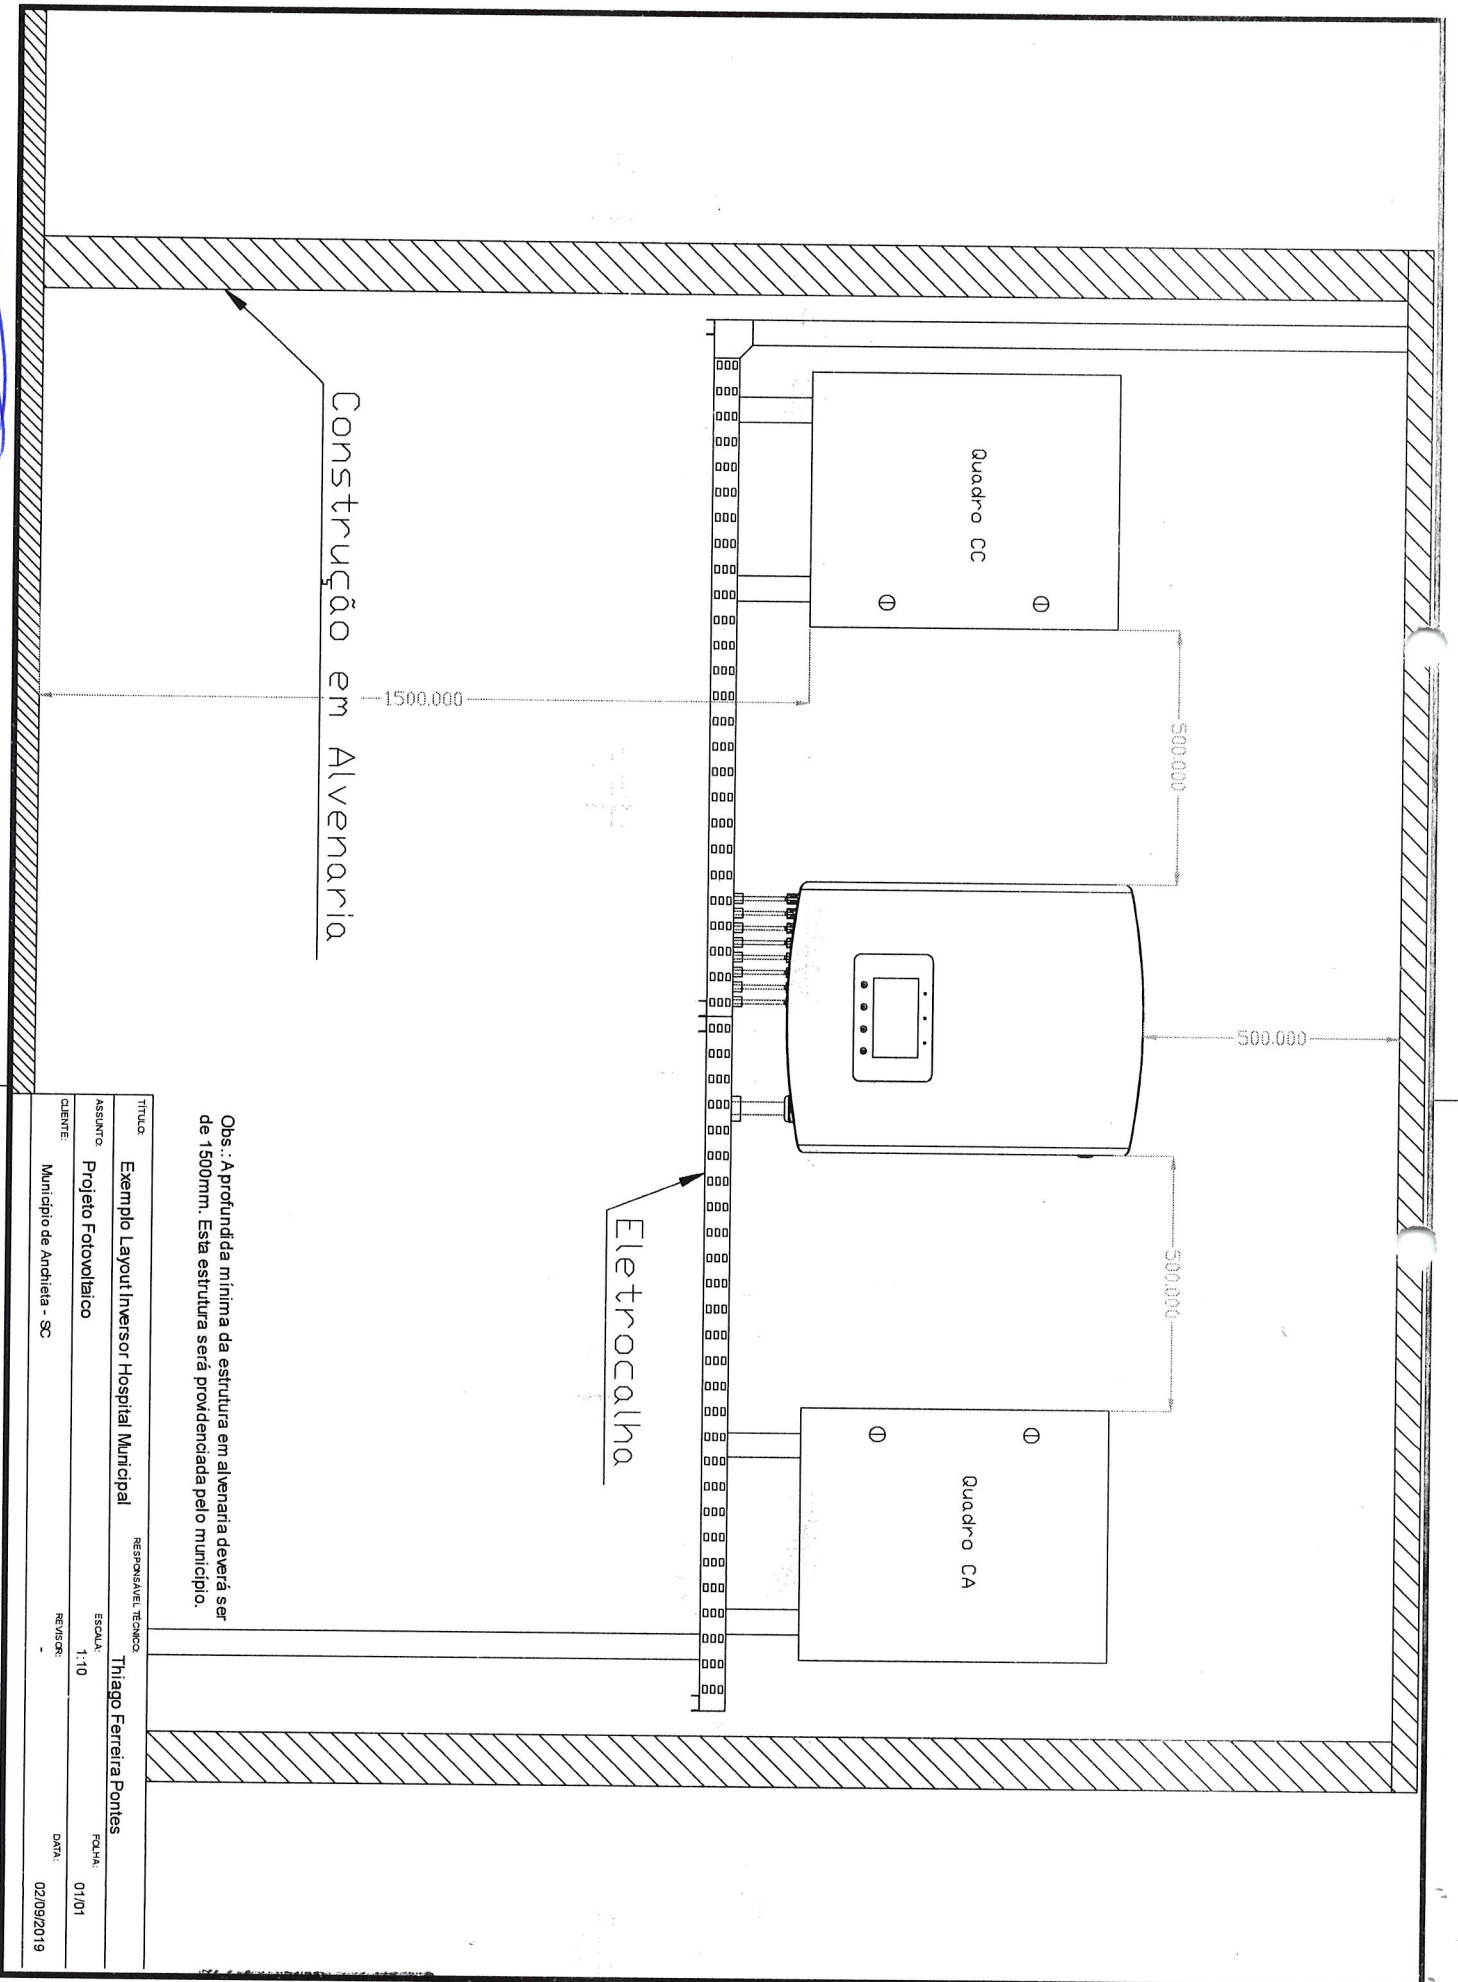 500.000
500.000
500.000
Quadro CC
Quadro CA
1500.000
Eletrocalha
Construção em Alvenaria
Obs.: A profundida mínima da estrutura em alvenaria deverá ser
de 1500mm. Esta estrutura será providenciada pelo município.
TÍTULO: Exemplo Layout Inversor Hospital Municipal
RESPONSÁVEL TÉCNICO: Thiago Ferreira Pontes
ASSUNTO: Projeto Fotovoltaico
ESCALA: 1:10
FOLHA: 01/01
CLIENTE: Município de Anchieta - SC
REVISOR: -
DATA: 02/09/2019